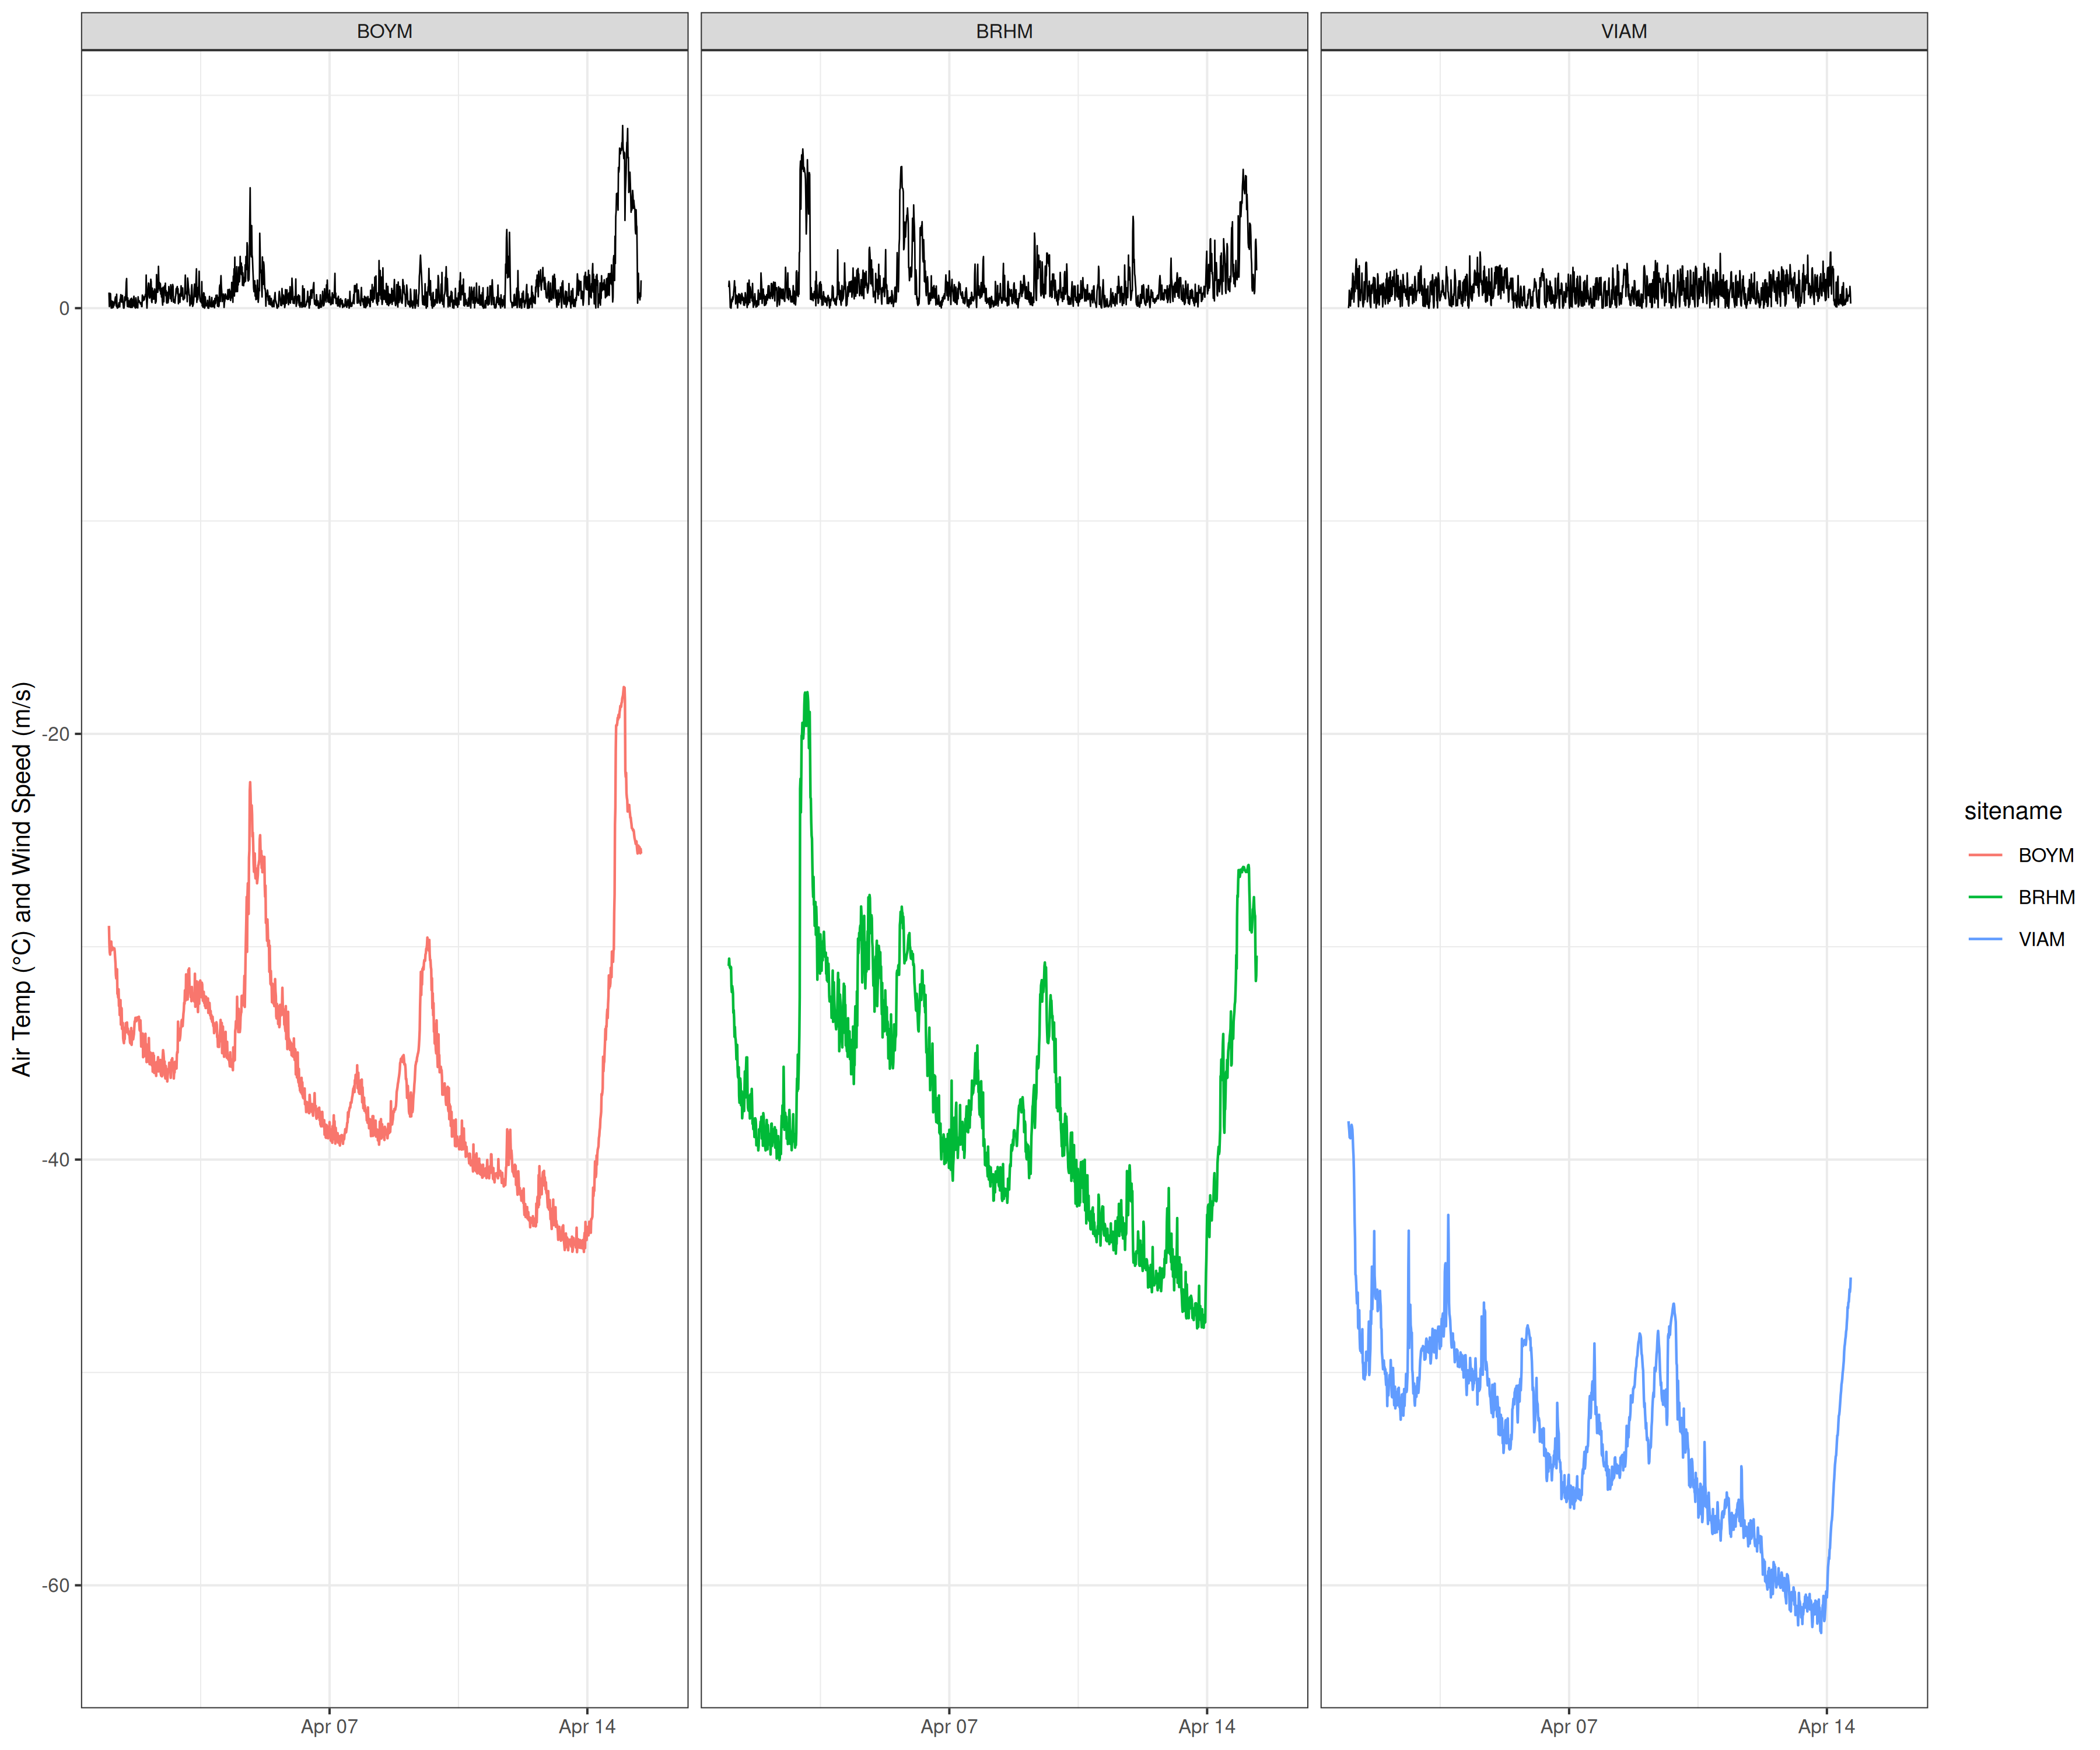 BOYM
BRHM
VIAM
0
-20
-40
-60
Air Temp (°C) and Wind Speed (m/s)
Apr 07
Apr 14
Apr 07
Apr 14
Apr 07
Apr 14
sitename
BOYM
BRHM
VIAM